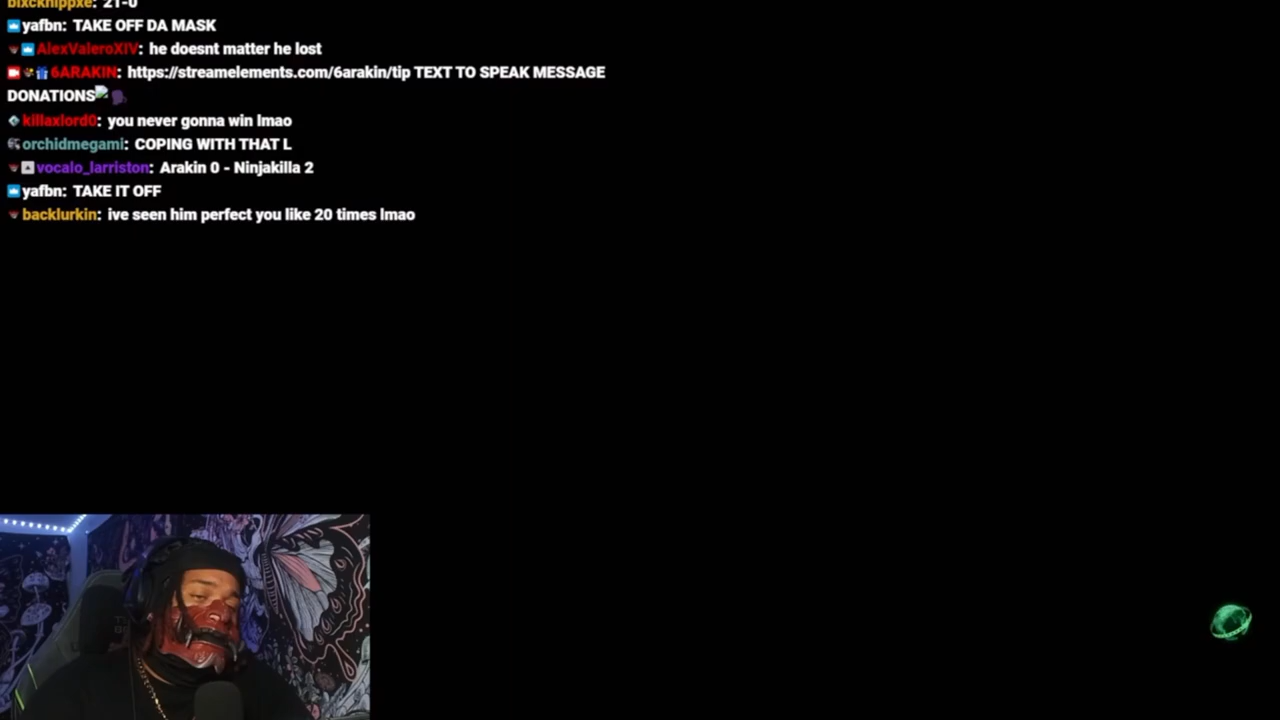 blxckhippxe: 21-0
yafbn: TAKE OFF DA MASK
AlexValeroXIV: he doesnt matter he lost
6ARAKIN: https://streamelements.com/6arakin/tip TEXT TO SPEAK MESSAGE
DONATIONS
killaxlord0: you never gonna win lmao
orchidmegami: COPING WITH THAT L
vocalo_larriston: Arakin 0 - Ninjakilla 2
yafbn: TAKE IT OFF
backlurkin: ive seen him perfect you like 20 times lmao